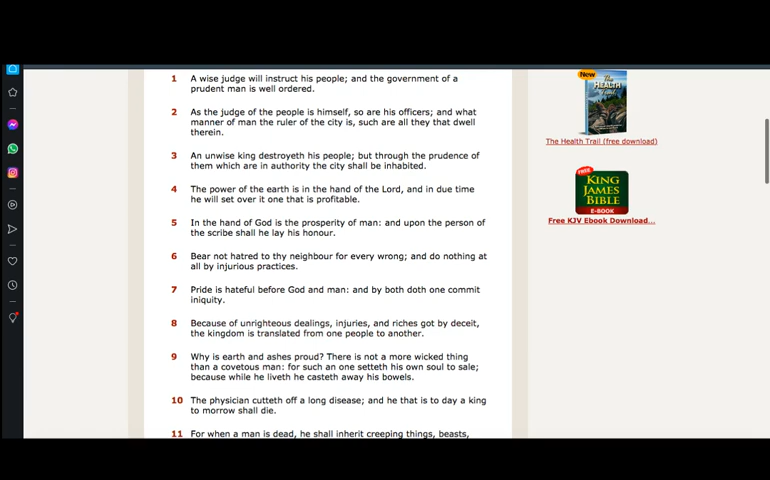 1 A wise judge will instruct his people; and the government of a
prudent man is well ordered.
2 As the judge of the people is himself, so are his officers; and what
manner of man the ruler of the city is, such are all they that dwell
therein.
3 An unwise king destroyeth his people; but through the prudence of
them which are in authority the city shall be inhabited.
4 The power of the earth is in the hand of the Lord, and in due time
he will set over it one that is profitable.
5 In the hand of God is the prosperity of man: and upon the person of
the scribe shall he lay his honour.
6 Bear not hatred to thy neighbour for every wrong; and do nothing at
all by injurious practices.
7 Pride is hateful before God and man: and by both doth one commit
iniquity.
8 Because of unrighteous dealings, injuries, and riches got by deceit,
the kingdom is translated from one people to another.
9 Why is earth and ashes proud? There is not a more wicked thing
than a covetous man: for such an one setteth his own soul to sale;
because while he liveth he casteth away his bowels.
10 The physician cutteth off a long disease; and he that is to day a king
to morrow shall die.
11 For when a man is dead, he shall inherit creeping things, beasts,
New
The
HEALTH
Trail
The Health Trail (free download)
FREE
KING
JAMES
BIBLE
E-BOOK
Free KJV Ebook Download...